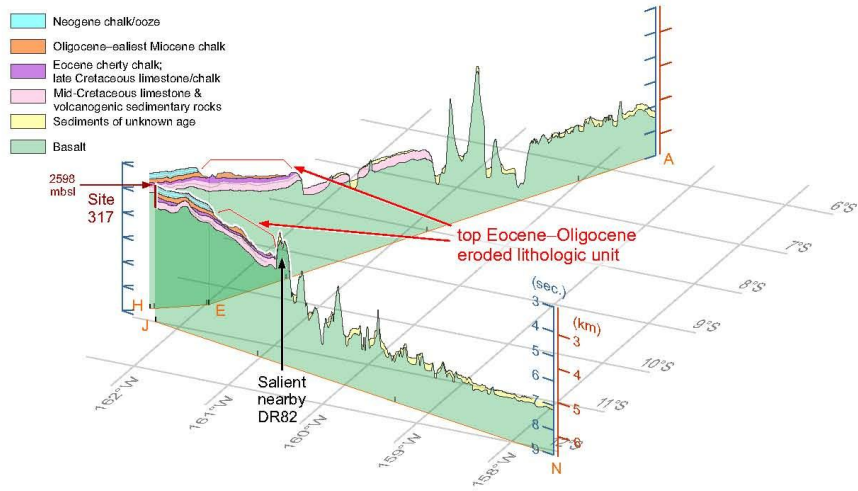 Neogene chalk/ooze
Oligocene–ealiest Miocene chalk
Eocene cherty chalk;
late Cretaceous limestone/chalk
Mid-Cretaceous limestone &
volcanogenic sedimentary rocks
Sediments of unknown age
Basalt
2598
mbsl
Site
317
A
6°S
7°S
8°S
9°S
10°S
11°S
top Eocene–Oligocene
eroded lithologic unit
(sec.)
3
4
5
6
7
8
9
(km)
3
4
5
6
H
E
J
N
Salient
nearby
DR82
162°W
161°W
160°W
159°W
158°W